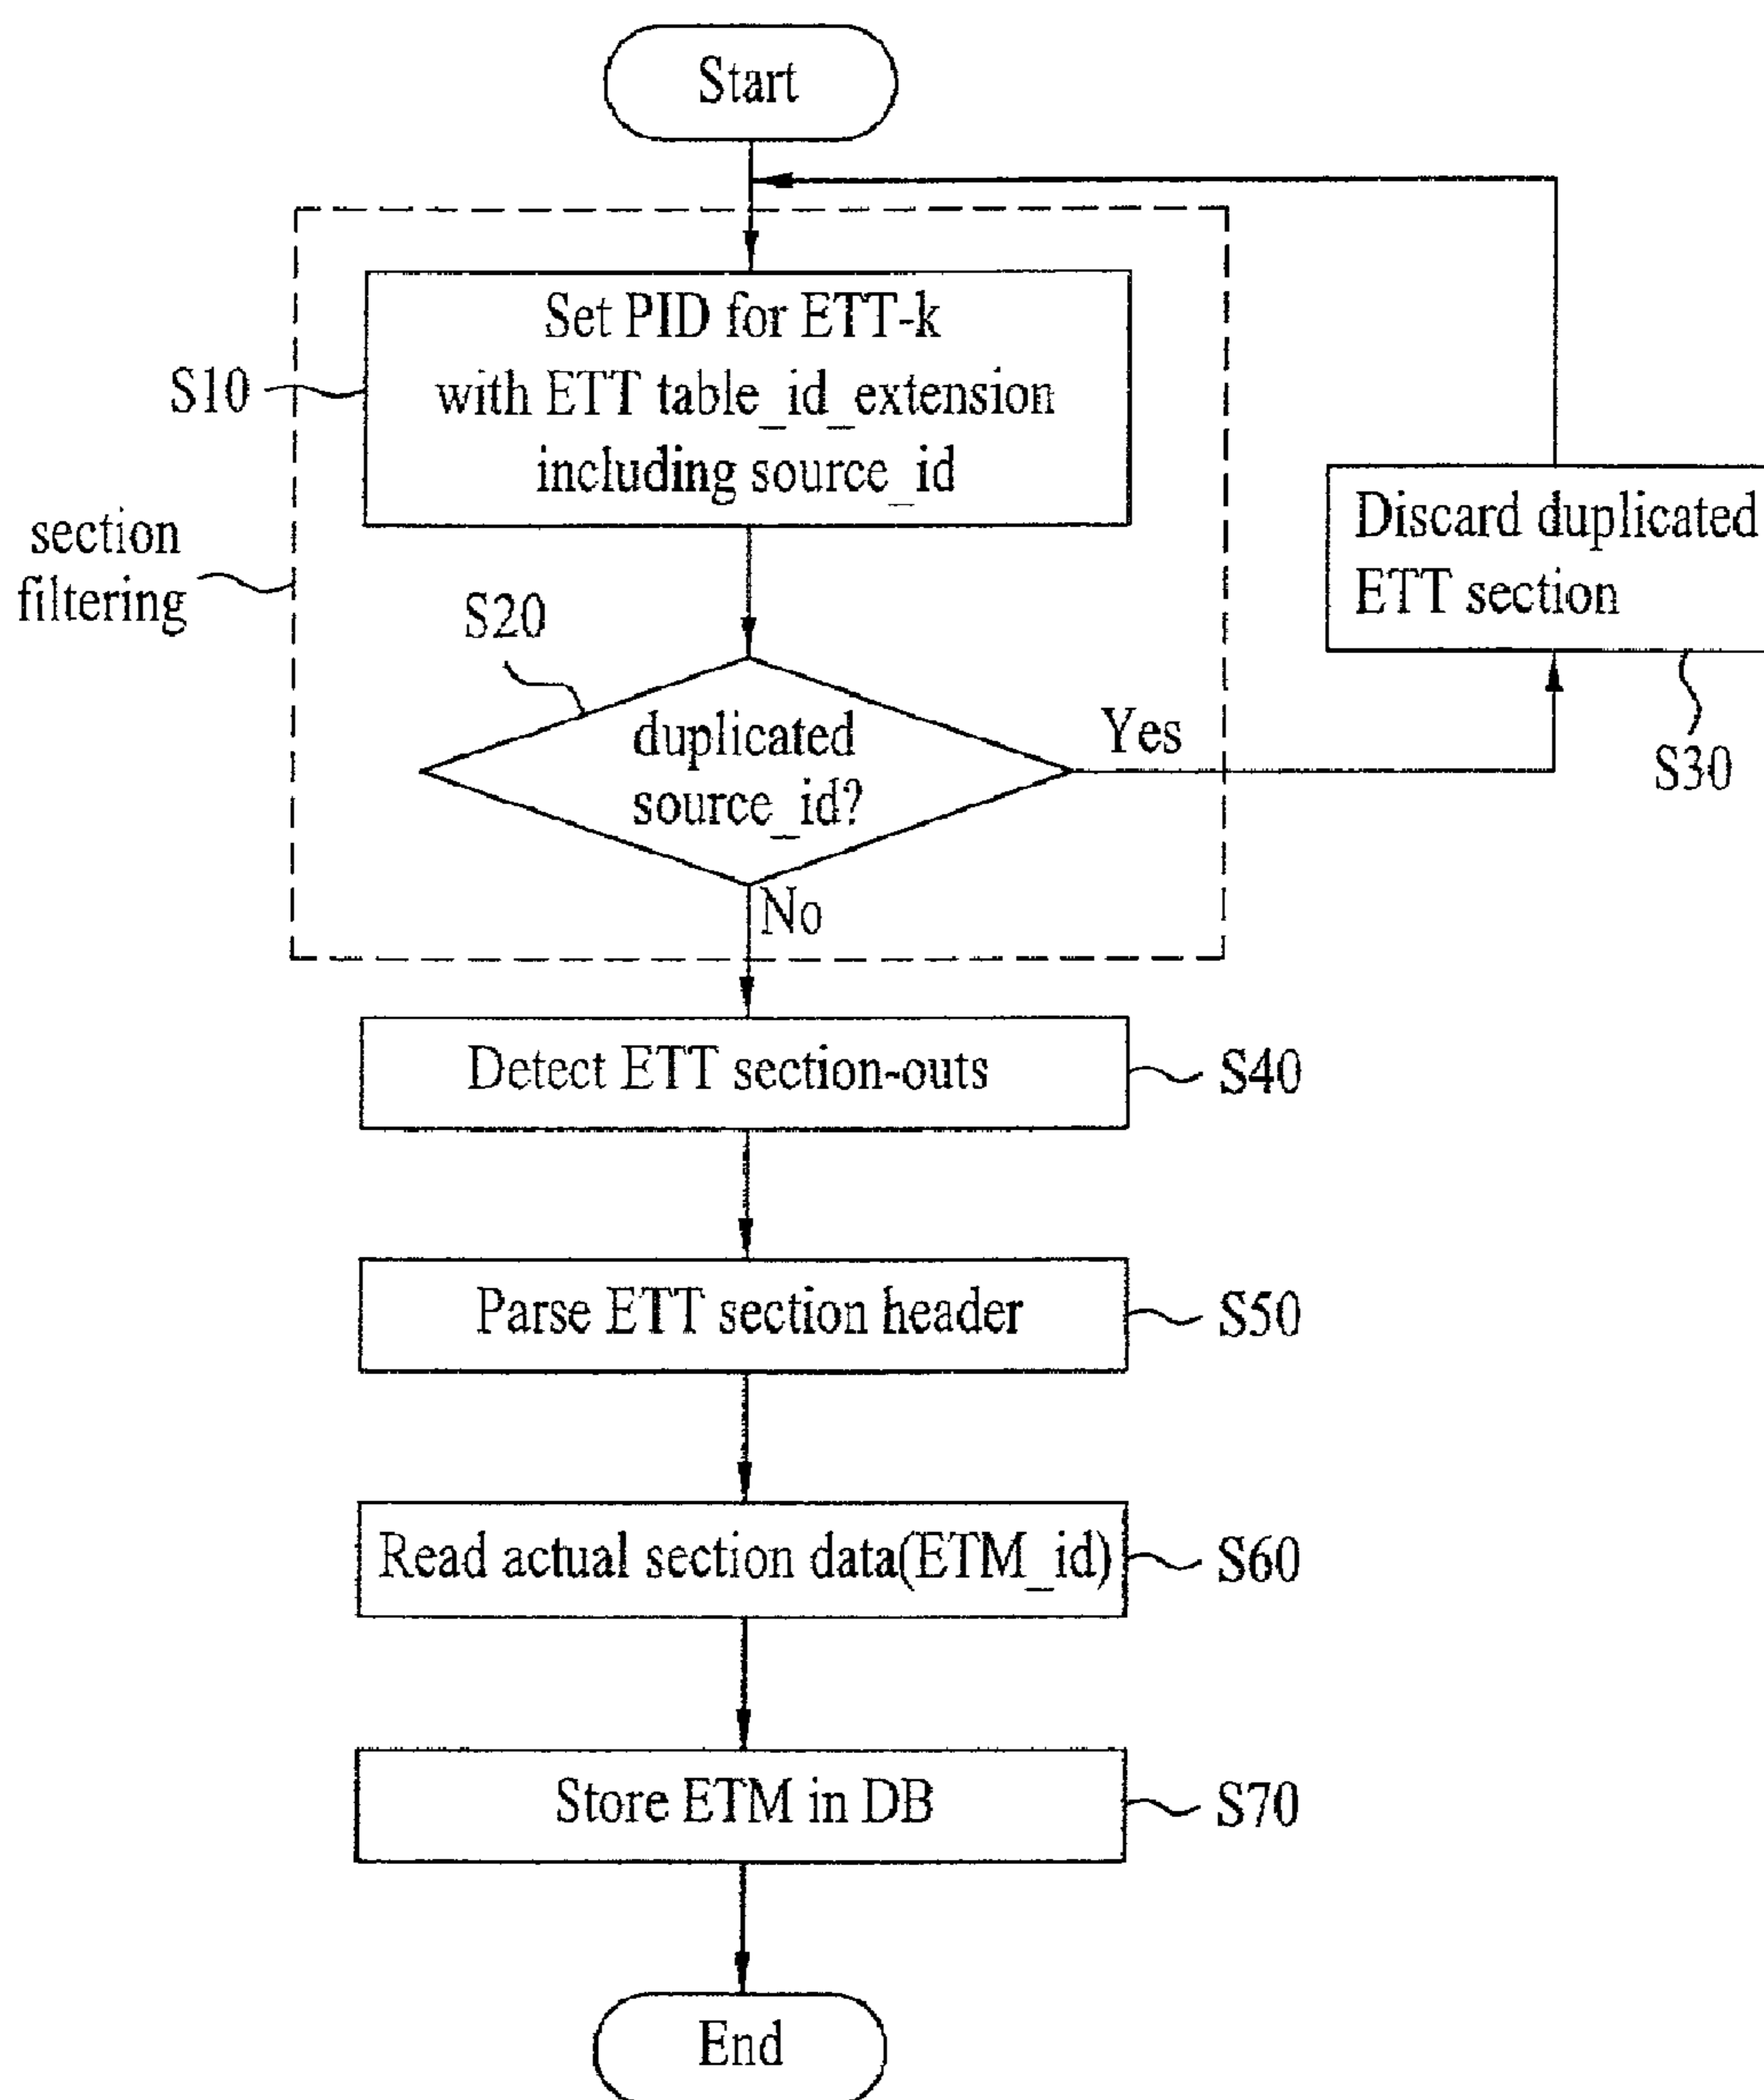 Start
Set PID for ETT-k
with ETT table_id_extension
including source_id
S10
section
filtering
Discard duplicated
ETT section
S30
S20
duplicated
source_id?
Yes
No
Detect ETT section-outs
S40
Parse ETT section header
S50
Read actual section data(ETM_id)
S60
Store ETM in DB
S70
End